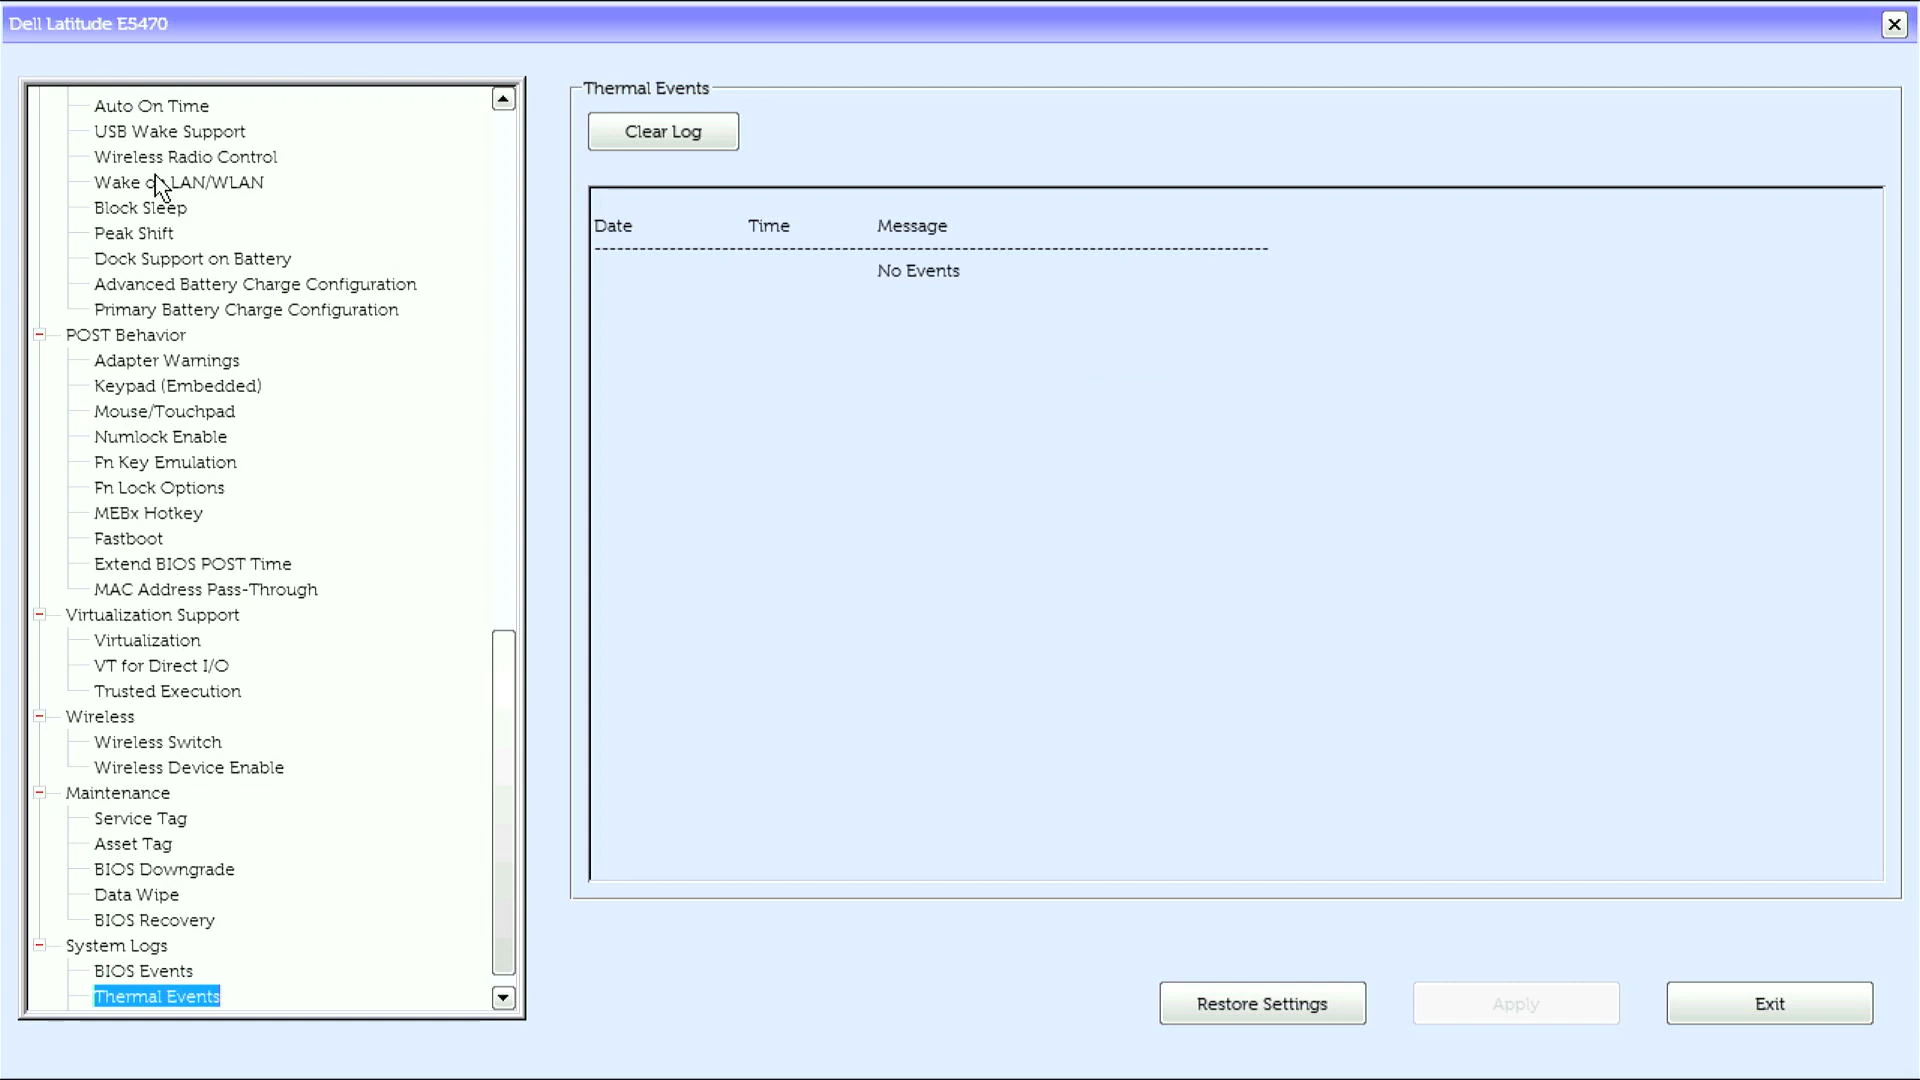 Dell Latitude E5470
Auto On Time
USB Wake Support
Wireless Radio Control
Wake on LAN/WLAN
Block Sleep
Peak Shift
Dock Support on Battery
Advanced Battery Charge Configuration
Primary Battery Charge Configuration
POST Behavior
Adapter Warnings
Keypad (Embedded)
Mouse/Touchpad
Numlock Enable
Fn Key Emulation
Fn Lock Options
MEBx Hotkey
Fastboot
Extend BIOS POST Time
MAC Address Pass-Through
Virtualization Support
Virtualization
VT for Direct I/O
Trusted Execution
Wireless
Wireless Switch
Wireless Device Enable
Maintenance
Service Tag
Asset Tag
BIOS Downgrade
Data Wipe
BIOS Recovery
System Logs
BIOS Events
Thermal Events
Thermal Events
Clear Log
Date Time Message
No Events
Restore Settings Apply Exit